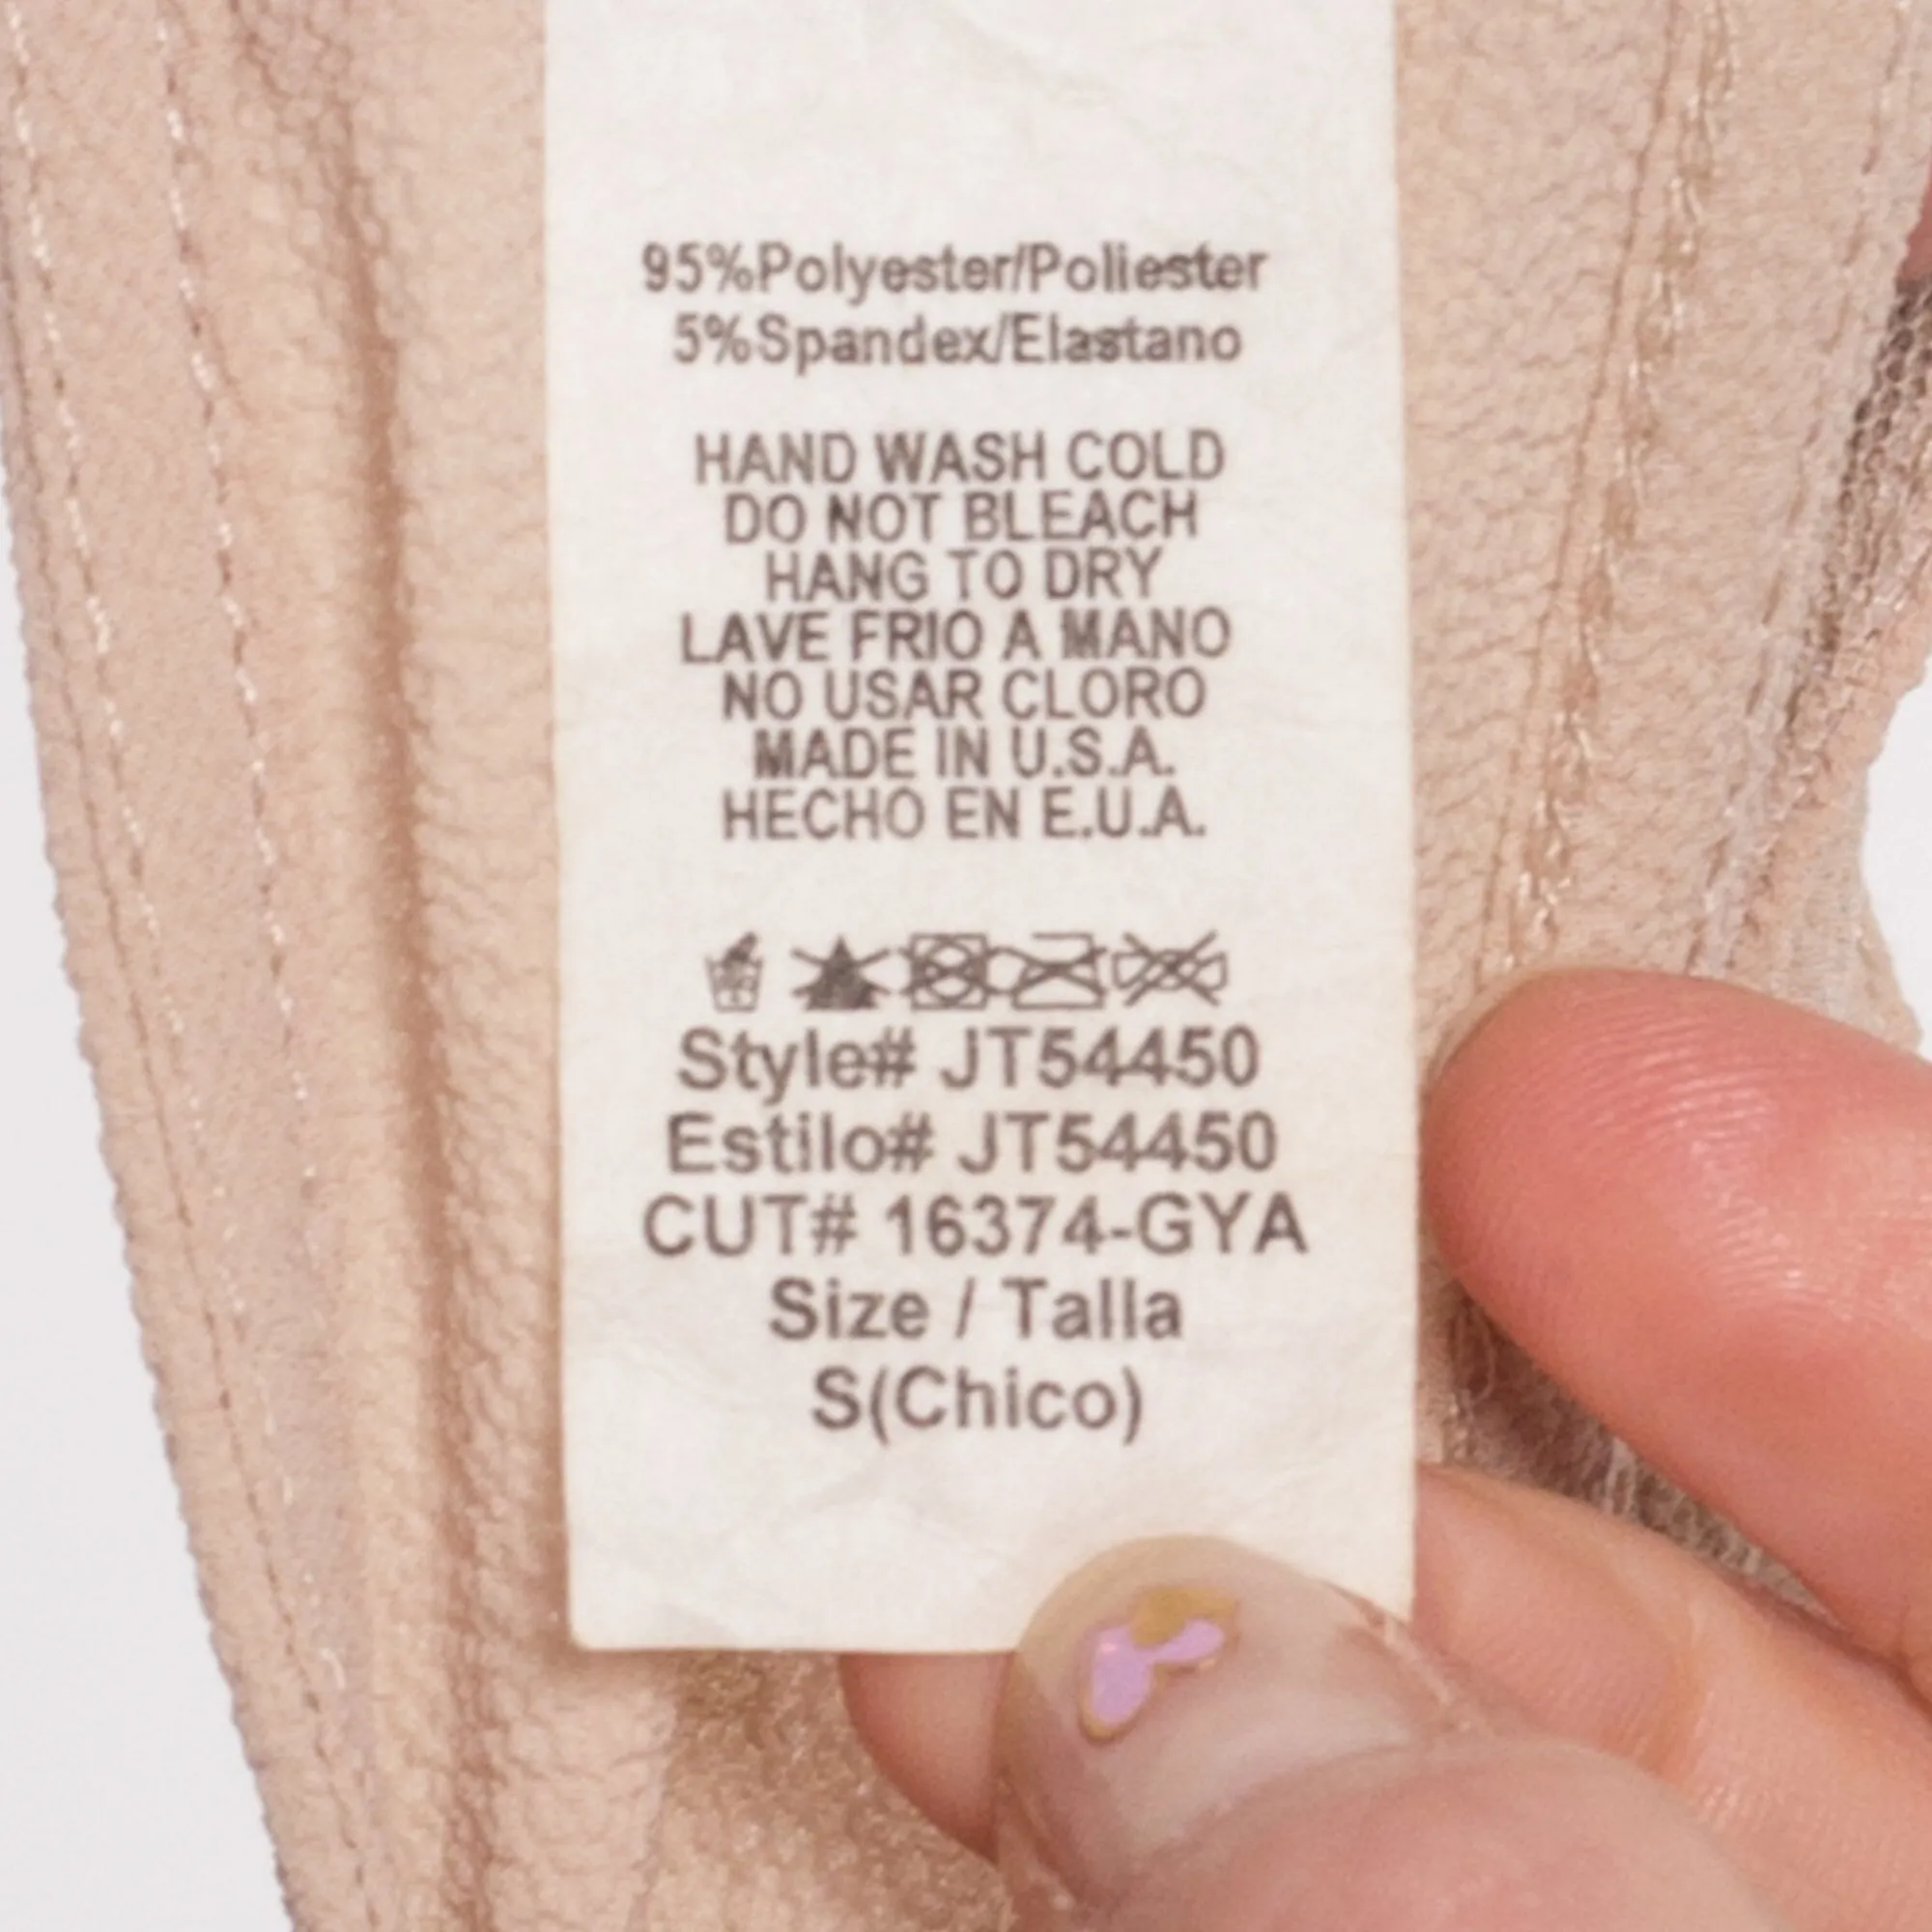 95%Polyester/Poliester
5%Spandex/Elastano
HAND WASH COLD
DO NOT BLEACH
HANG TO DRY
LAVE FRIO A MANO
NO USAR CLORO
MADE IN U.S.A.
HECHO EN E.U.A.
Style# JT54450
Estilo# JT54450
CUT# 16374-GYA
Size / Talla
S(Chico)